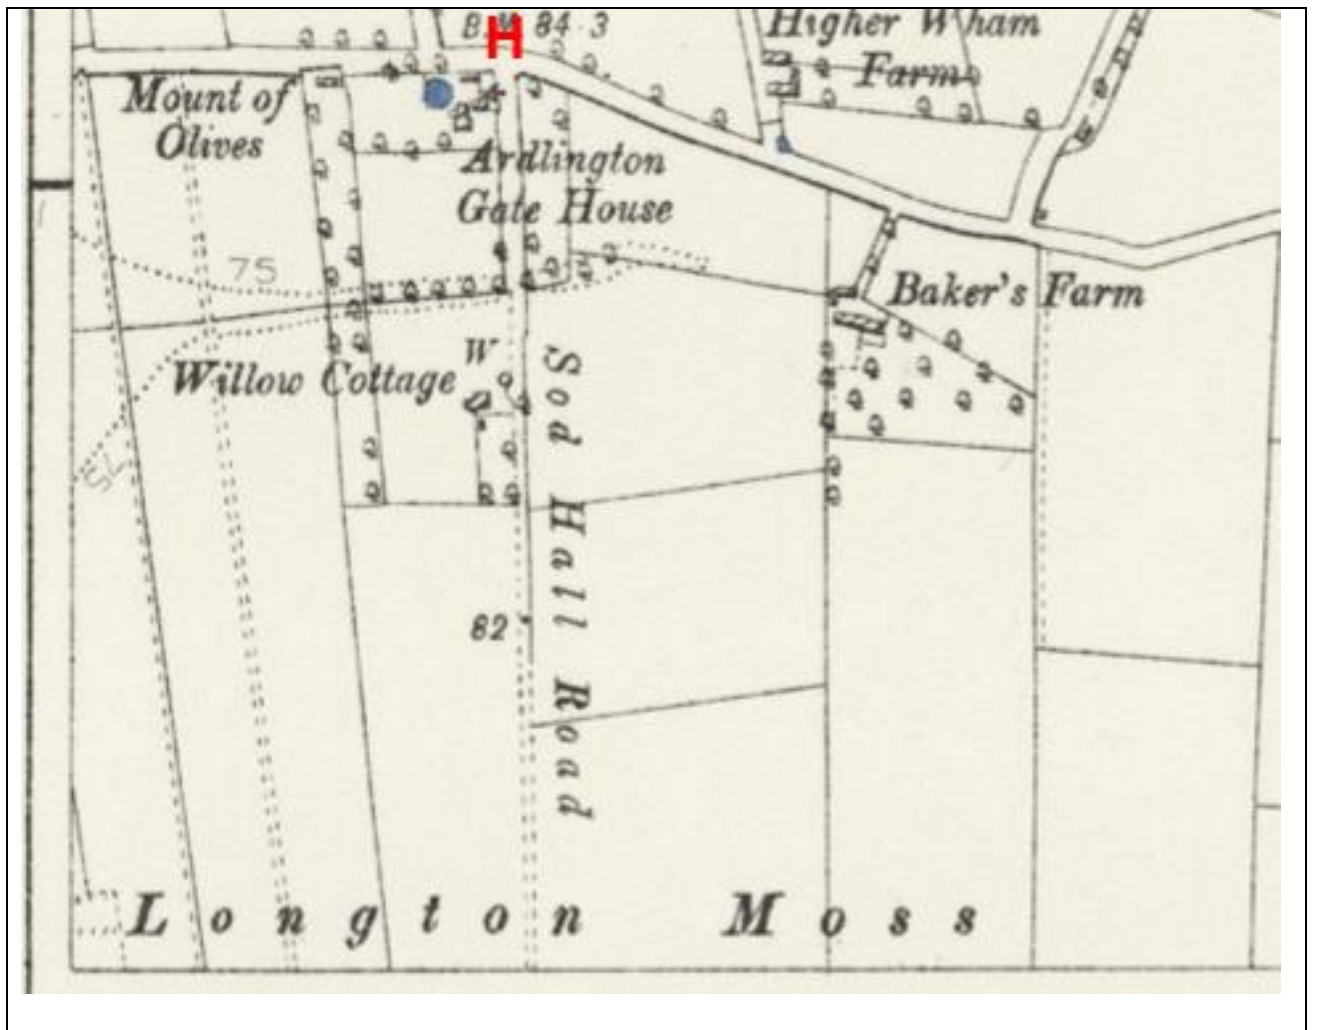 H
B.M. 84·3
Higher Wham
Farm
Mount of
Olives
Ardlington
Gate House
75
Baker's Farm
W
Willow Cottage
75
Sod Hall Road
82
Longton Moss